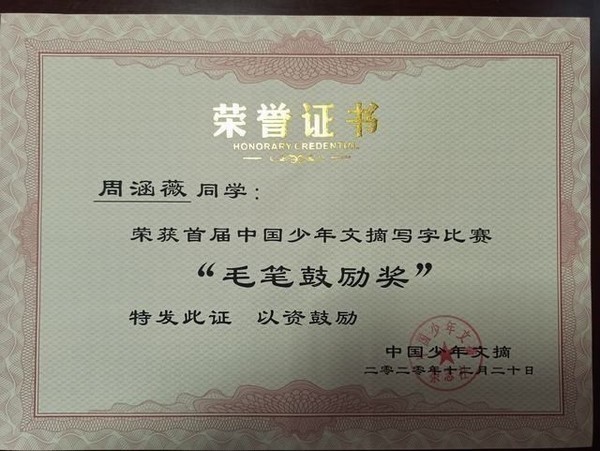 荣誉证书
HONORARY CREDENTIAL
周涵薇 同学：
荣获首届中国少年文摘写字比赛
“毛笔鼓励奖”
特发此证 以资鼓励
中国少年文摘
二零二零年十二月二十日